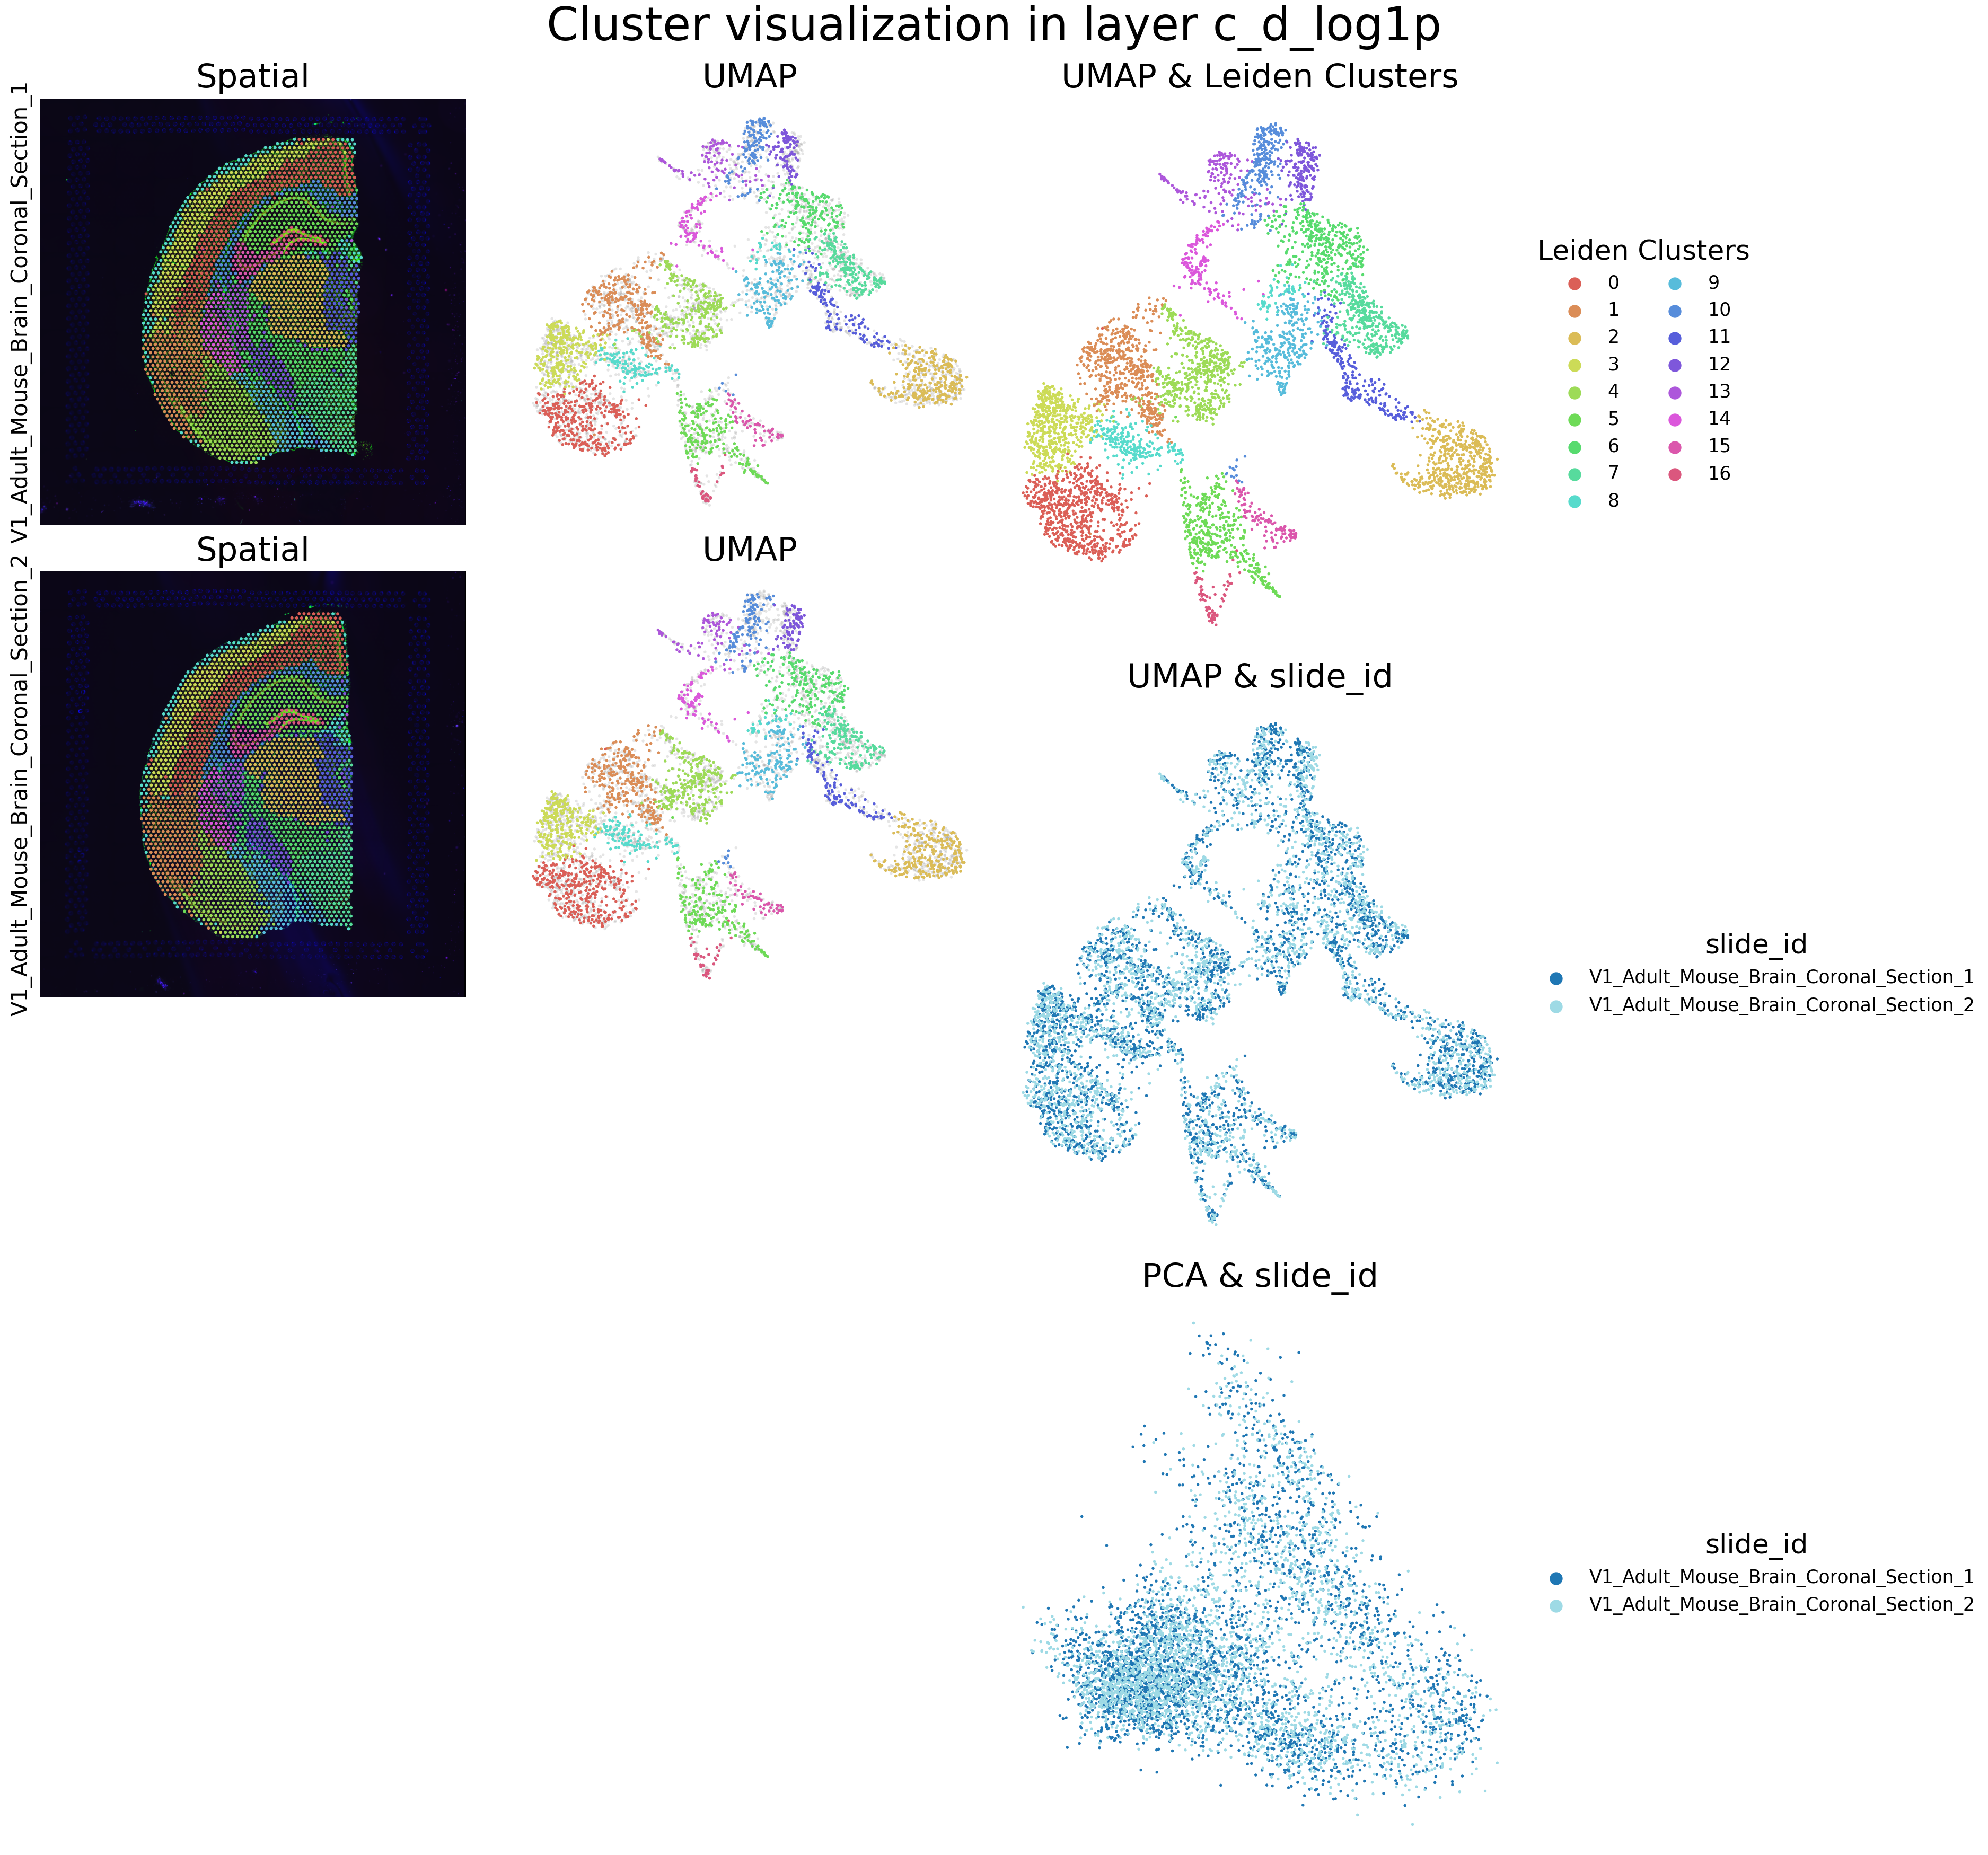 Cluster visualization in layer c_d_log1p
Spatial
UMAP
UMAP & Leiden Clusters
V1_Adult_Mouse_Brain_Coronal_Section_1
Leiden Clusters
0
1
2
3
4
5
6
7
8
9
10
11
12
13
14
15
16
Spatial
UMAP
V1_Adult_Mouse_Brain_Coronal_Section_2
UMAP & slide_id
slide_id
V1_Adult_Mouse_Brain_Coronal_Section_1
V1_Adult_Mouse_Brain_Coronal_Section_2
PCA & slide_id
slide_id
V1_Adult_Mouse_Brain_Coronal_Section_1
V1_Adult_Mouse_Brain_Coronal_Section_2